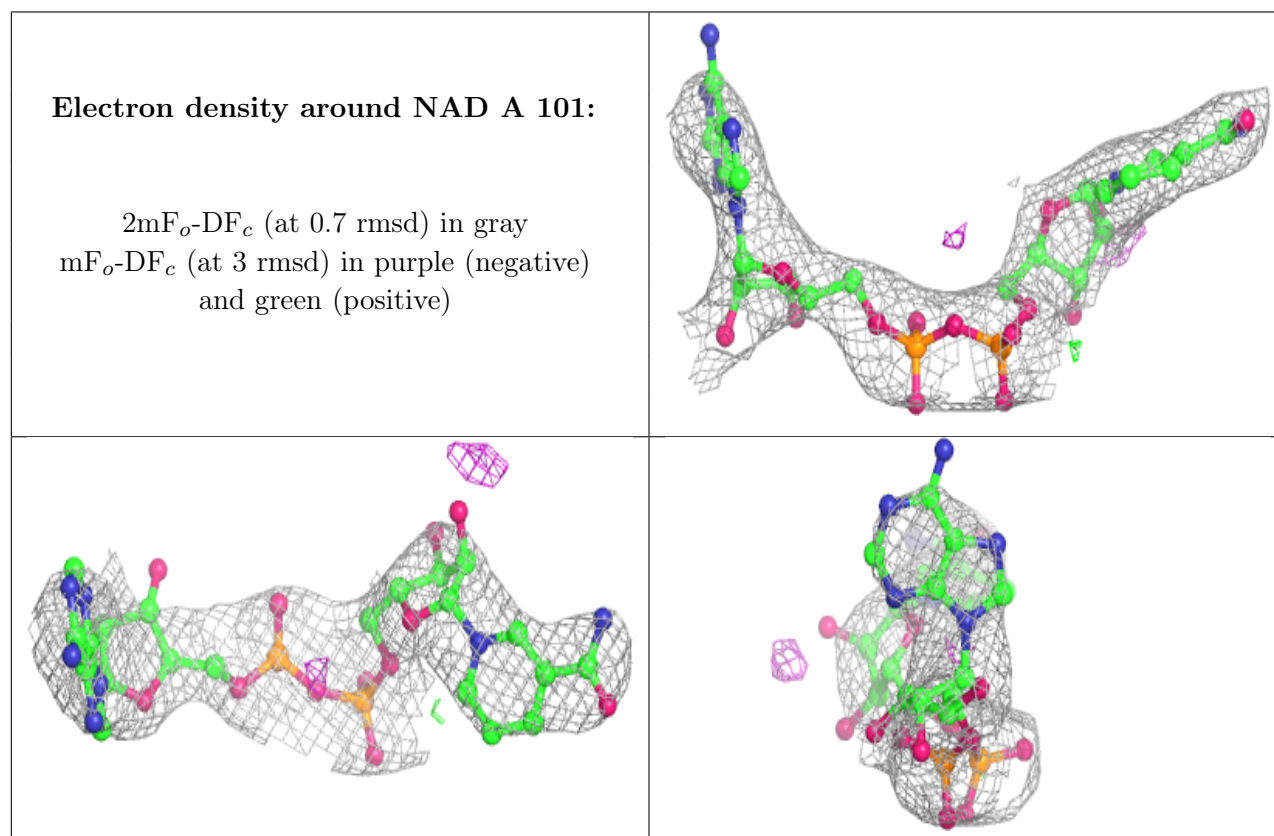 Electron density around NAD A 101:
2mFo-DFc (at 0.7 rmsd) in gray
mFo-DFc (at 3 rmsd) in purple (negative)
and green (positive)